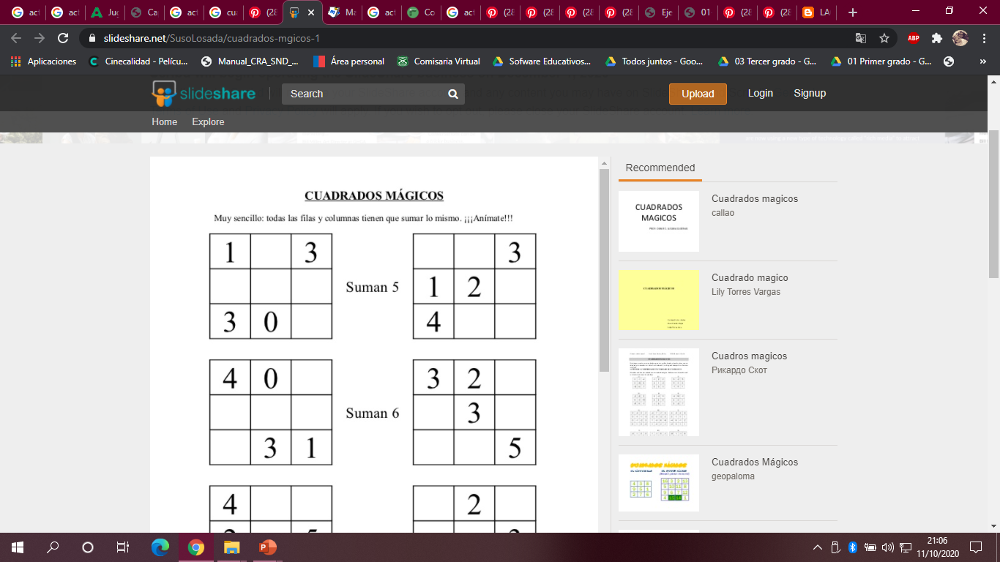 act act Jug Ca act cua (28 Ma act Co act (28 (28 (28 (28 Eje 01 (28 (28 LA
slideshare.net/SusoLosada/cuadrados-mgicos-1 ABP
Aplicaciones Cinecalidad - Pelícu... Manual_CRA_SND_... Área personal Comisaria Virtual Sofware Educativos... Todos juntos - Goo... 03 Tercer grado - G... 01 Primer grado - G... »
slideshare Search Upload Login Signup
Home Explore
CUADRADOS MÁGICOS
Muy sencillo: todas las filas y columnas tienen que sumar lo mismo. ¡¡¡Anímate!!!
1 3 3
Suman 5 1 2
3 0 4
4 0 3 2
Suman 6 3
3 1 5
4 2
Recommended
CUADRADOS
MAGICOS
Cuadrados magicos
callao
CUADRADOS MÁGICOS
Cuadrado magico
Lily Torres Vargas
Cuadros magicos
Рикардо Скот
Cuadrados Mágicos
geopaloma
21:06
11/10/2020